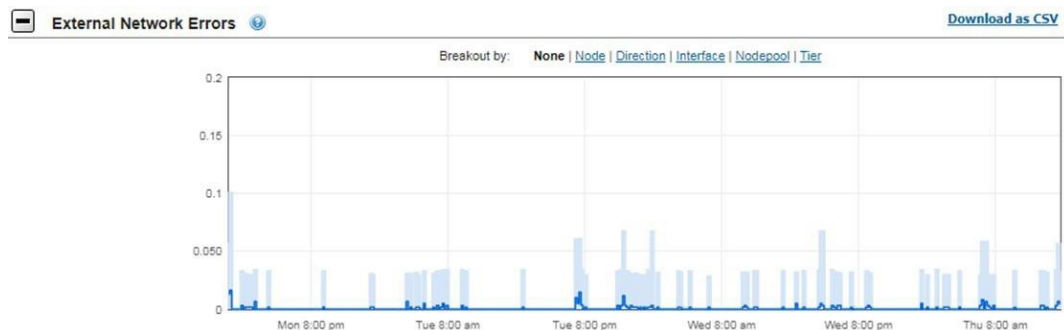 External Network Errors
Download as CSV
Breakout by: None | Node | Direction | Interface | Nodepool | Tier
0.2
0.15
0.1
0.050
0
Mon 8:00 pm Tue 8:00 am Tue 8:00 pm Wed 8:00 am Wed 8:00 pm Thu 8:00 am